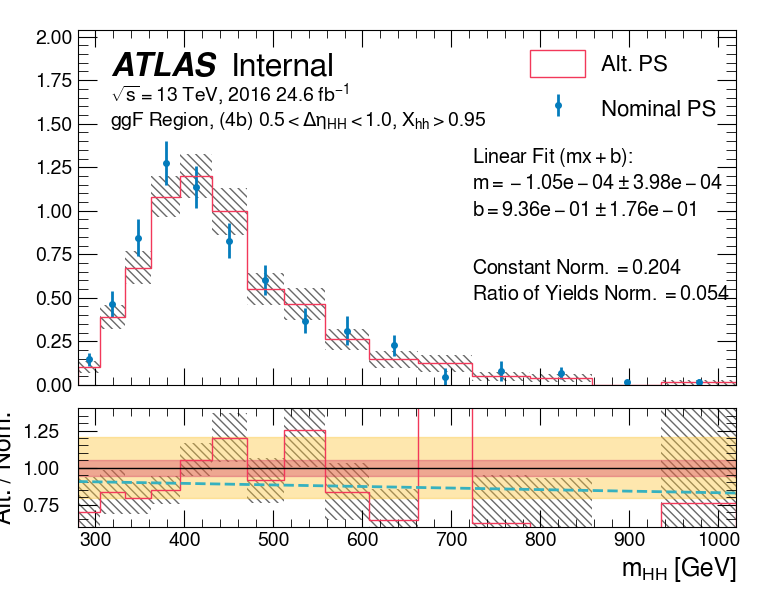 ATLAS Internal
√s = 13 TeV, 2016 24.6 fb⁻¹
ggF Region, (4b) 0.5 < Δη_HH < 1.0, X_hh > 0.95
Alt. PS
Nominal PS
Linear Fit (mx + b):
m = − 1.05e − 04 ± 3.98e − 04
b = 9.36e − 01 ± 1.76e − 01
Constant Norm. = 0.204
Ratio of Yields Norm. = 0.054
2.00
1.75
1.50
1.25
1.00
0.75
0.50
0.25
0.00
Alt. / Nom.
1.25
1.00
0.75
300 400 500 600 700 800 900 1000
m_HH [GeV]